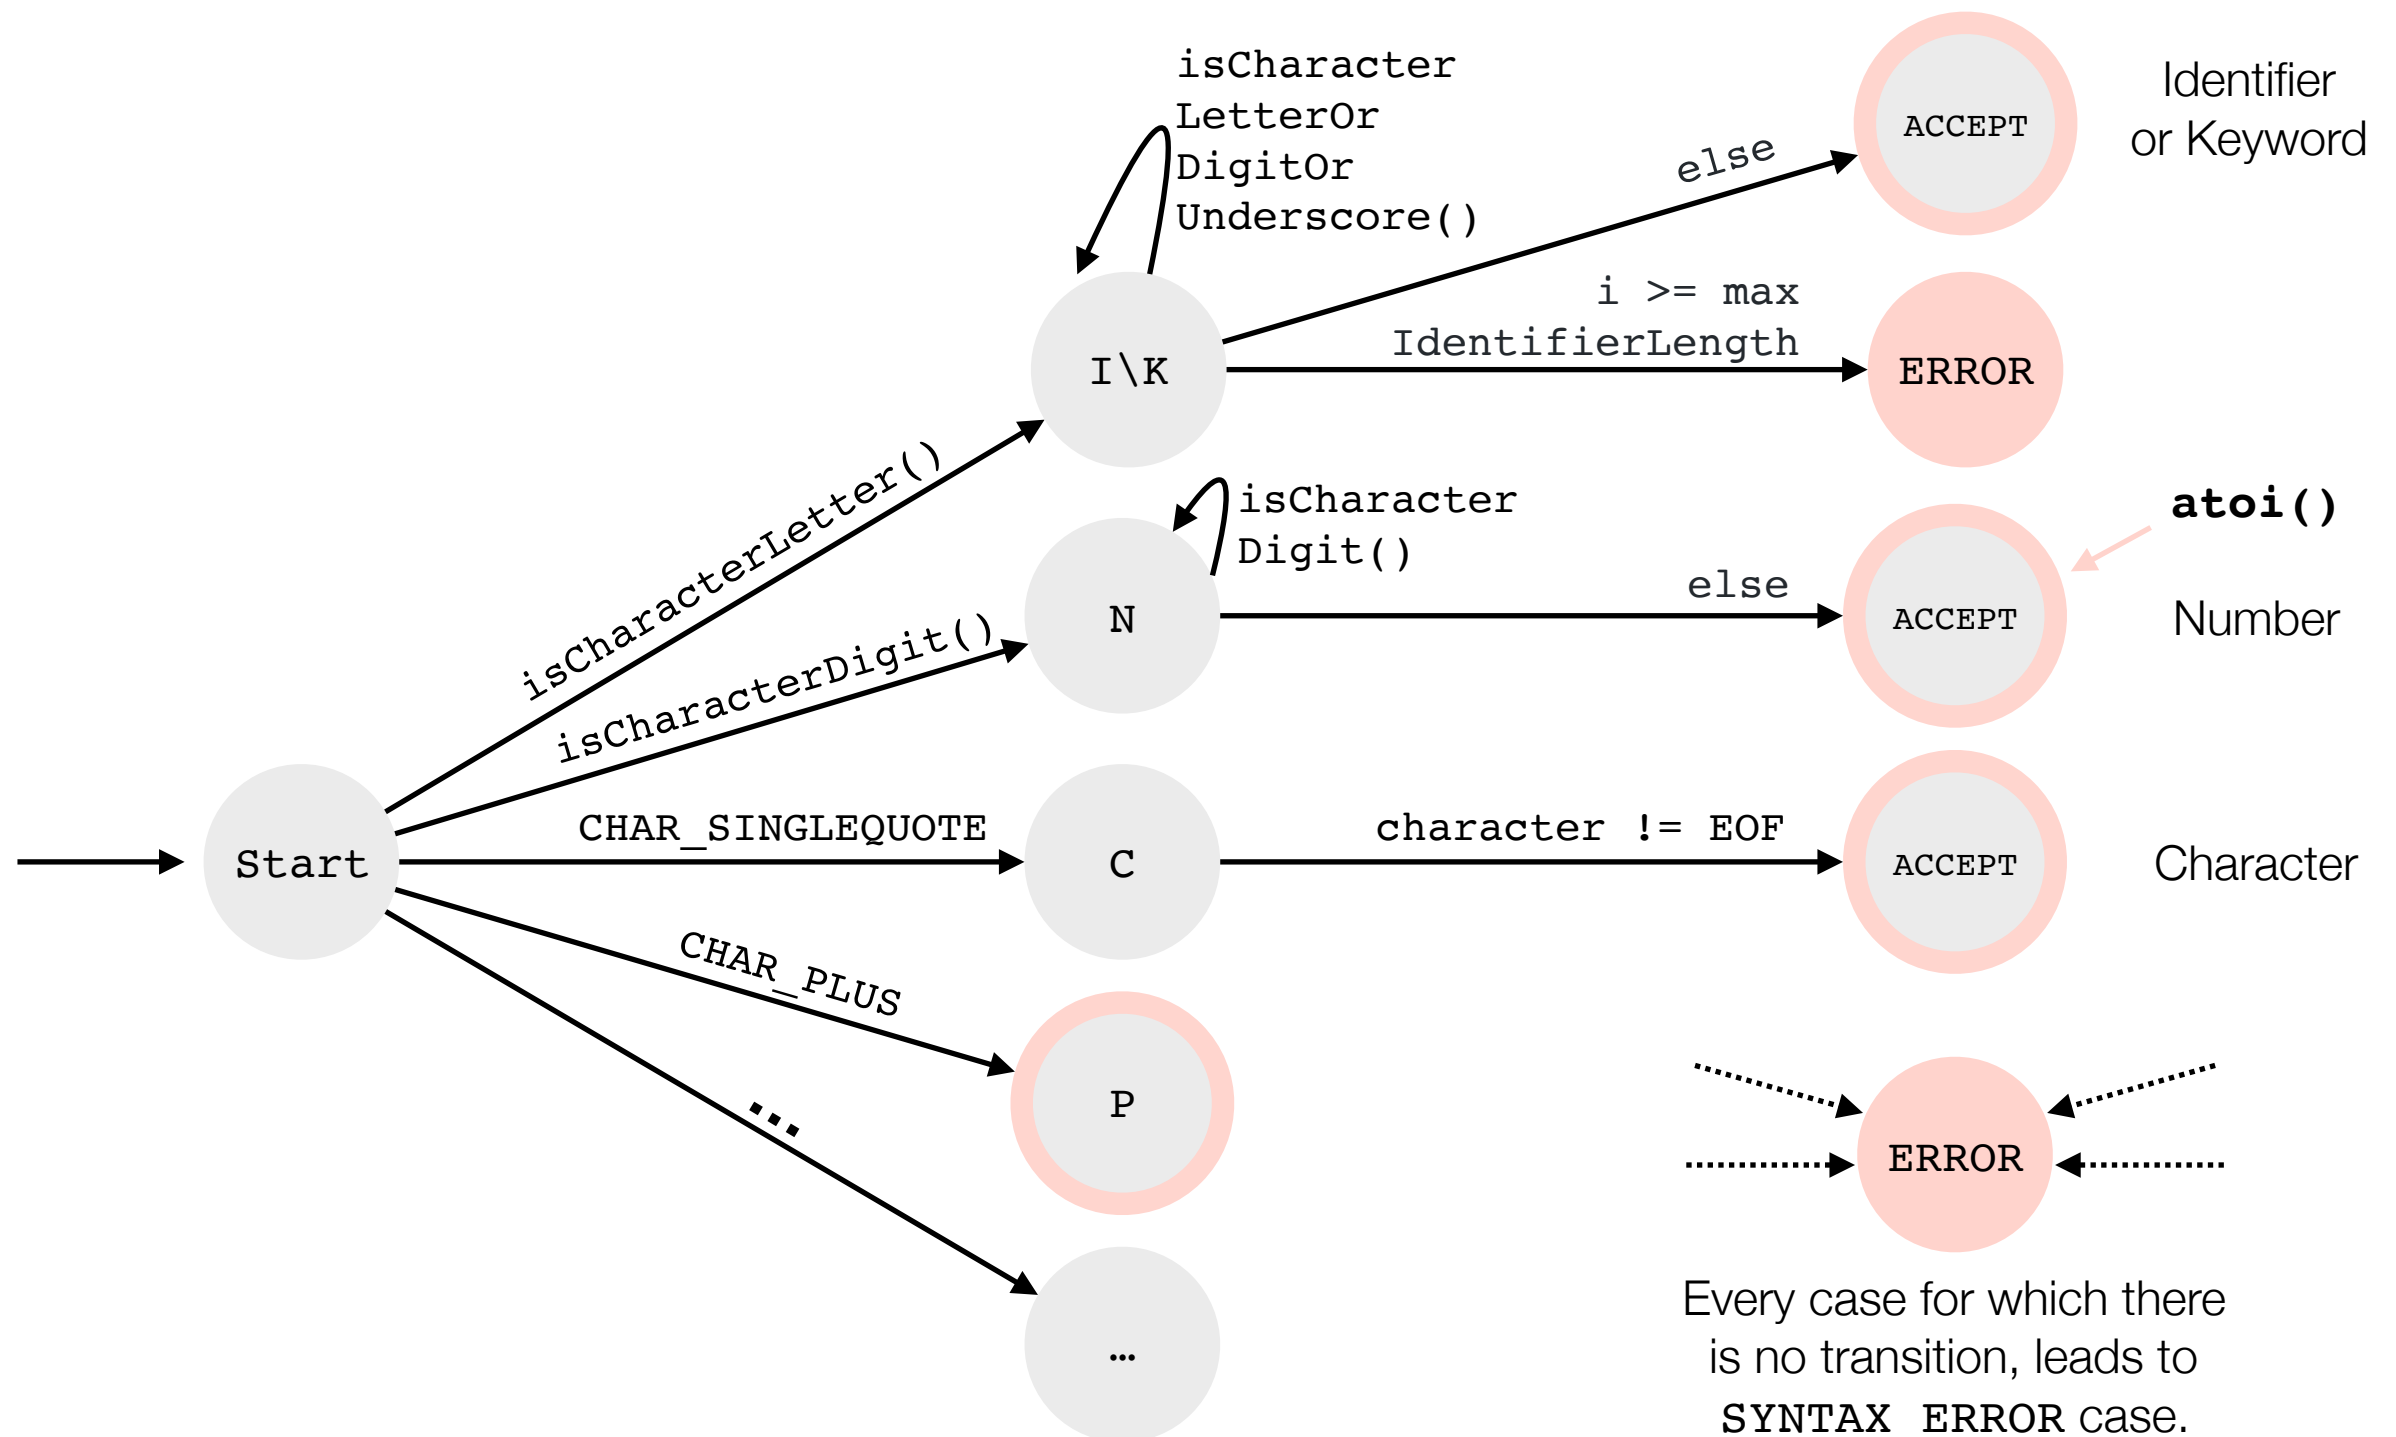 isCharacter
LetterOr
DigitOr
Underscore()
else
ACCEPT
Identifier
or Keyword
i >= max
IdentifierLength
I\K
ERROR
isCharacterLetter()
isCharacter
Digit()
atoi()
else
N
ACCEPT
Number
isCharacterDigit()
Start
CHAR_SINGLEQUOTE
C
character != EOF
ACCEPT
Character
CHAR_PLUS
P
...
…
ERROR
Every case for which there
is no transition, leads to
SYNTAX ERROR case.